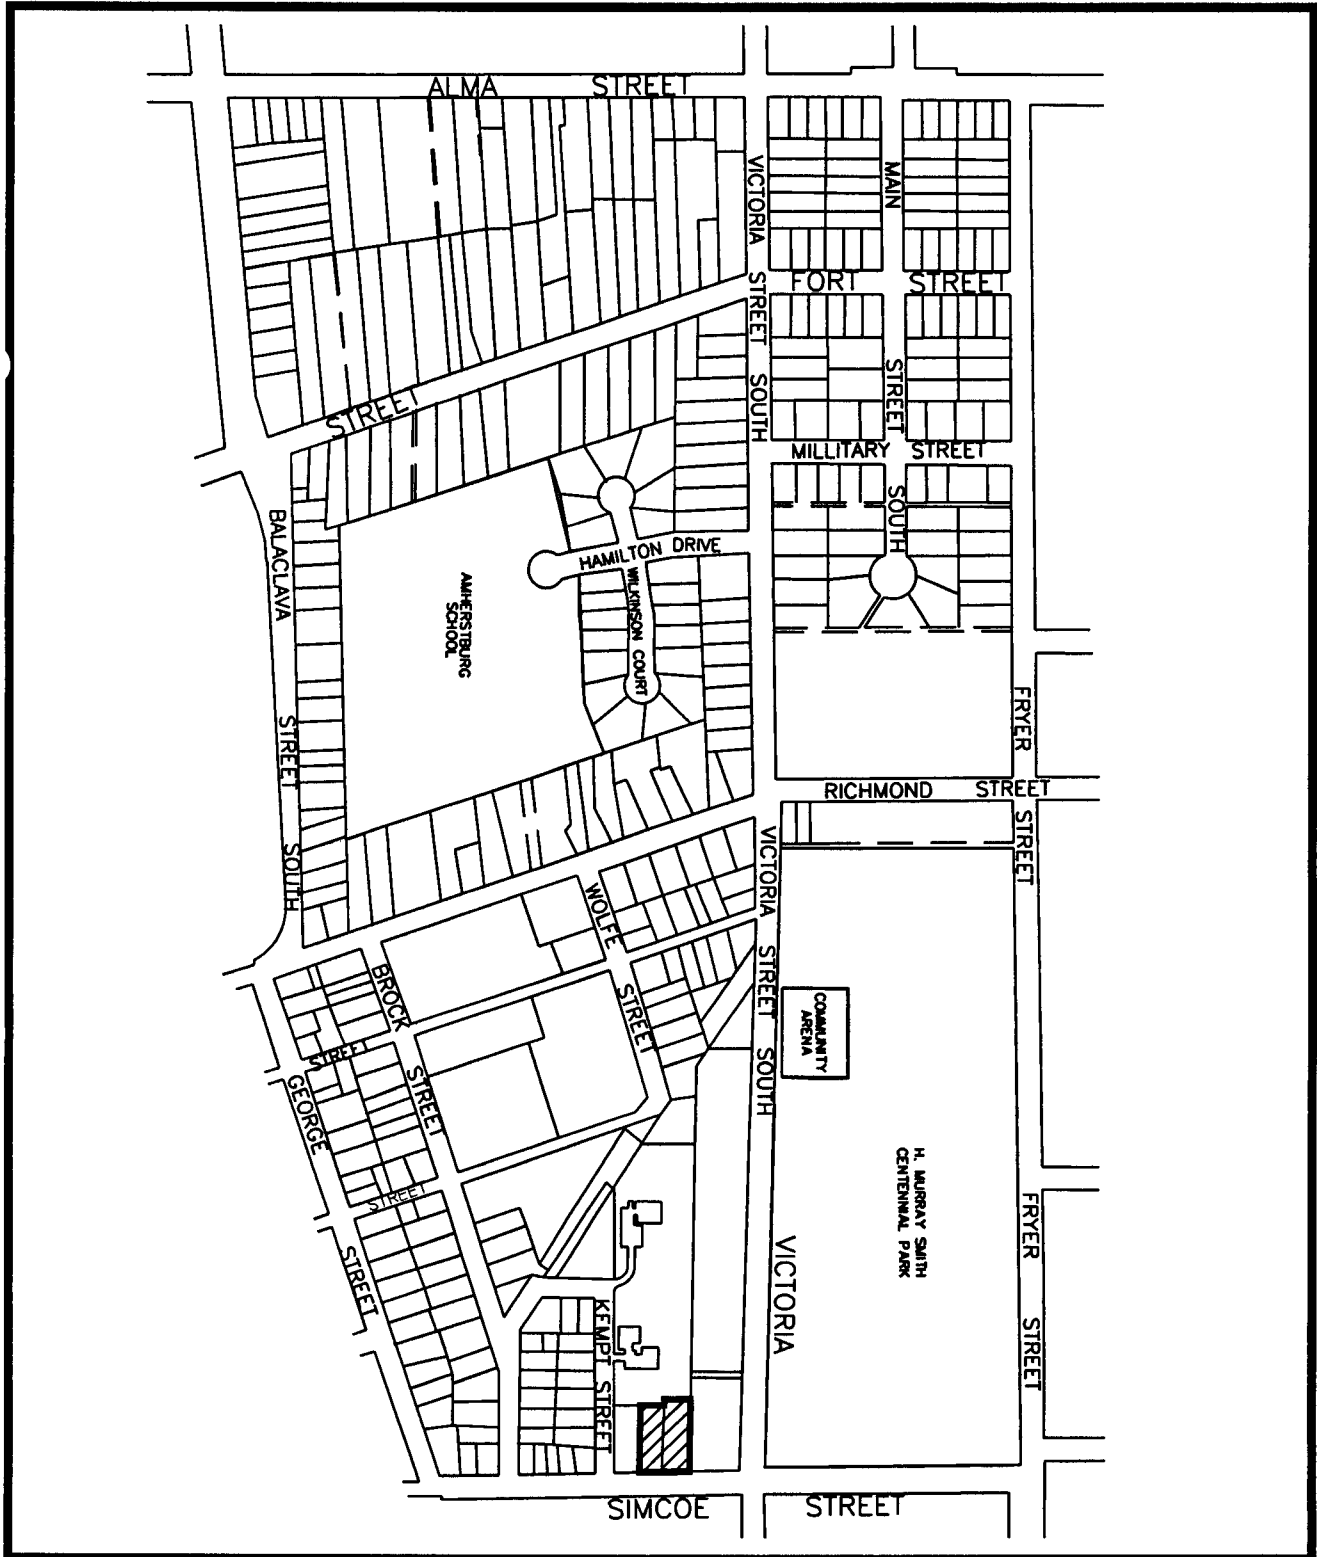 ALMA STREET
VICTORIA STREET SOUTH
MAIN STREET SOUTH
FORT STREET
STREET
MILLITARY STREET
BALACLAVA STREET SOUTH
HAMILTON DRIVE
WILKINSON COURT
AMHERSTBURG
SCHOOL
FRYER STREET
RICHMOND STREET
VICTORIA STREET SOUTH
WOLFE STREET
BROCK STREET
COMMUNITY
ARENA
STREET
GEORGE STREET
STREET
H. MURRAY SMITH
CENTENNIAL PARK
FRYER STREET
VICTORIA
KEMPT STREET
SIMCOE STREET